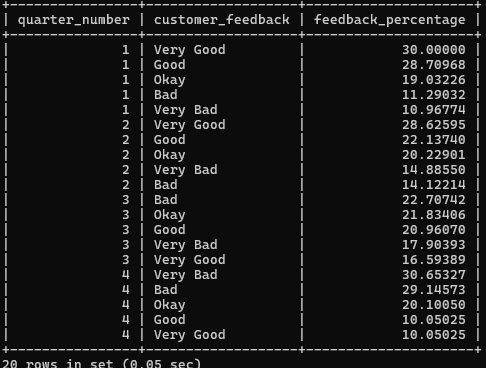 +----------------+-------------------+---------------------+
| quarter_number | customer_feedback | feedback_percentage |
+----------------+-------------------+---------------------+
| 1 | Very Good | 30.00000 |
| 1 | Good | 28.70968 |
| 1 | Okay | 19.03226 |
| 1 | Bad | 11.29032 |
| 1 | Very Bad | 10.96774 |
| 2 | Very Good | 28.62595 |
| 2 | Good | 22.13740 |
| 2 | Okay | 20.22901 |
| 2 | Very Bad | 14.88550 |
| 2 | Bad | 14.12214 |
| 3 | Bad | 22.70742 |
| 3 | Okay | 21.83406 |
| 3 | Good | 20.96070 |
| 3 | Very Bad | 17.90393 |
| 3 | Very Good | 16.59389 |
| 4 | Very Bad | 30.65327 |
| 4 | Bad | 29.14573 |
| 4 | Okay | 20.10050 |
| 4 | Good | 10.05025 |
| 4 | Very Good | 10.05025 |
+----------------+-------------------+---------------------+
20 rows in set (0.05 sec)